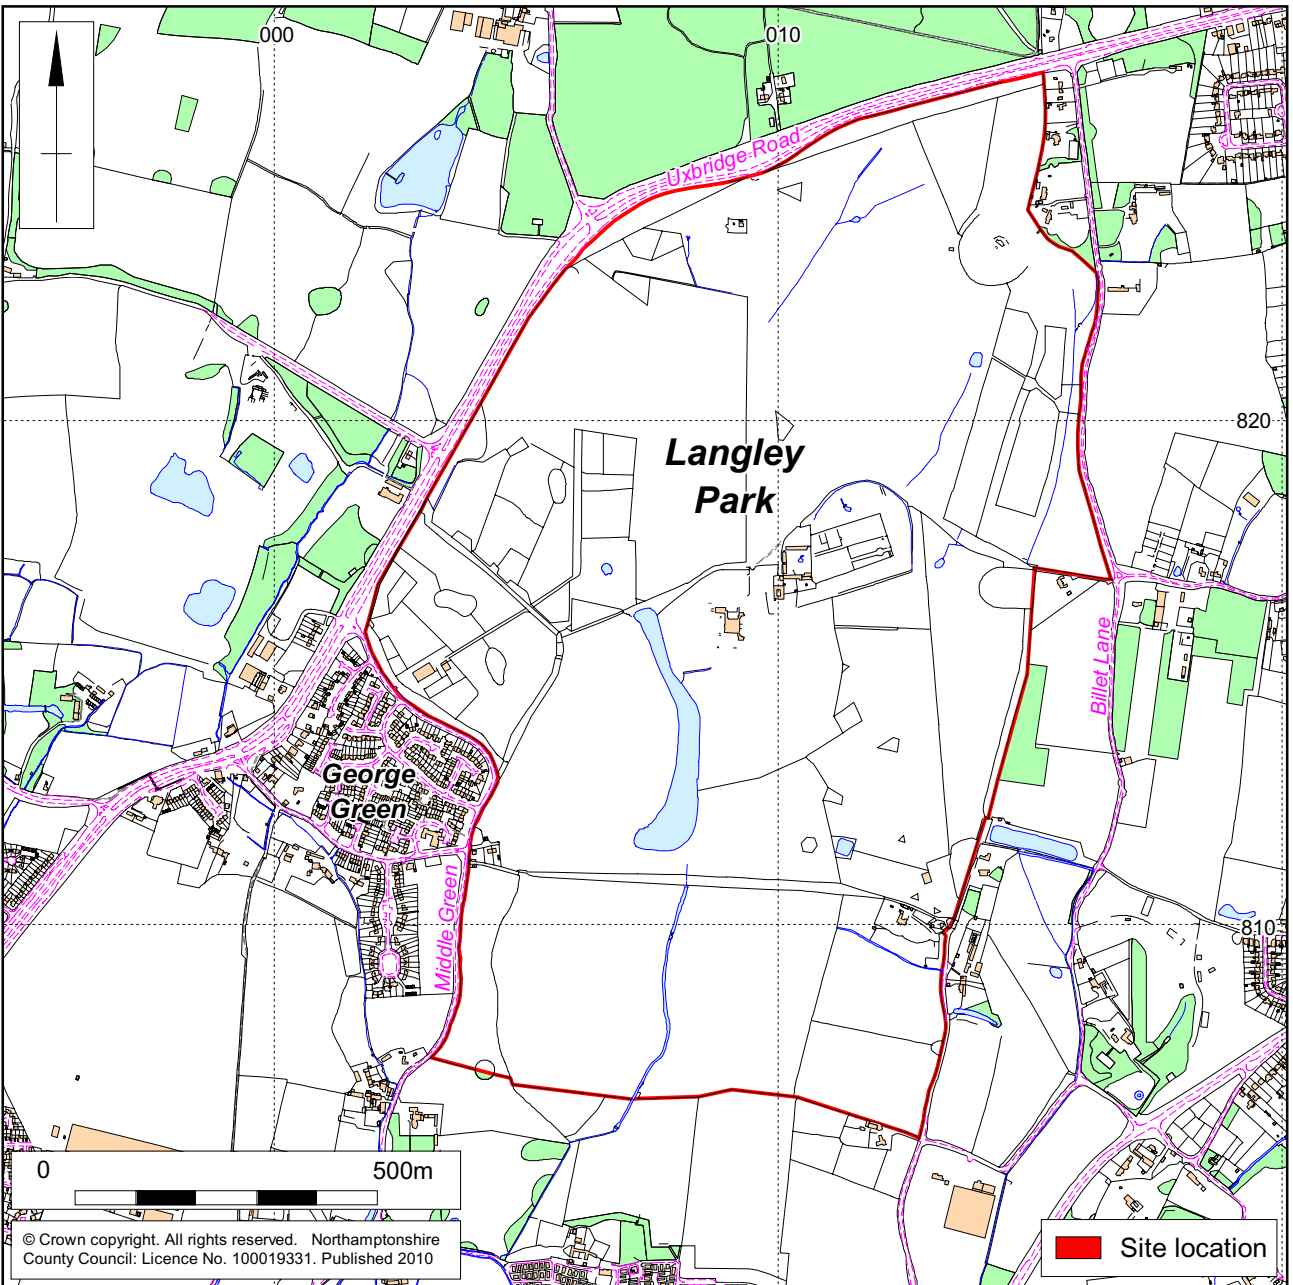 000
010
Uxbridge Road
820
Langley
Park
Billet Lane
George
Green
Middle Green
810
0 500m
© Crown copyright. All rights reserved. Northamptonshire
County Council: Licence No. 100019331. Published 2010
Site location